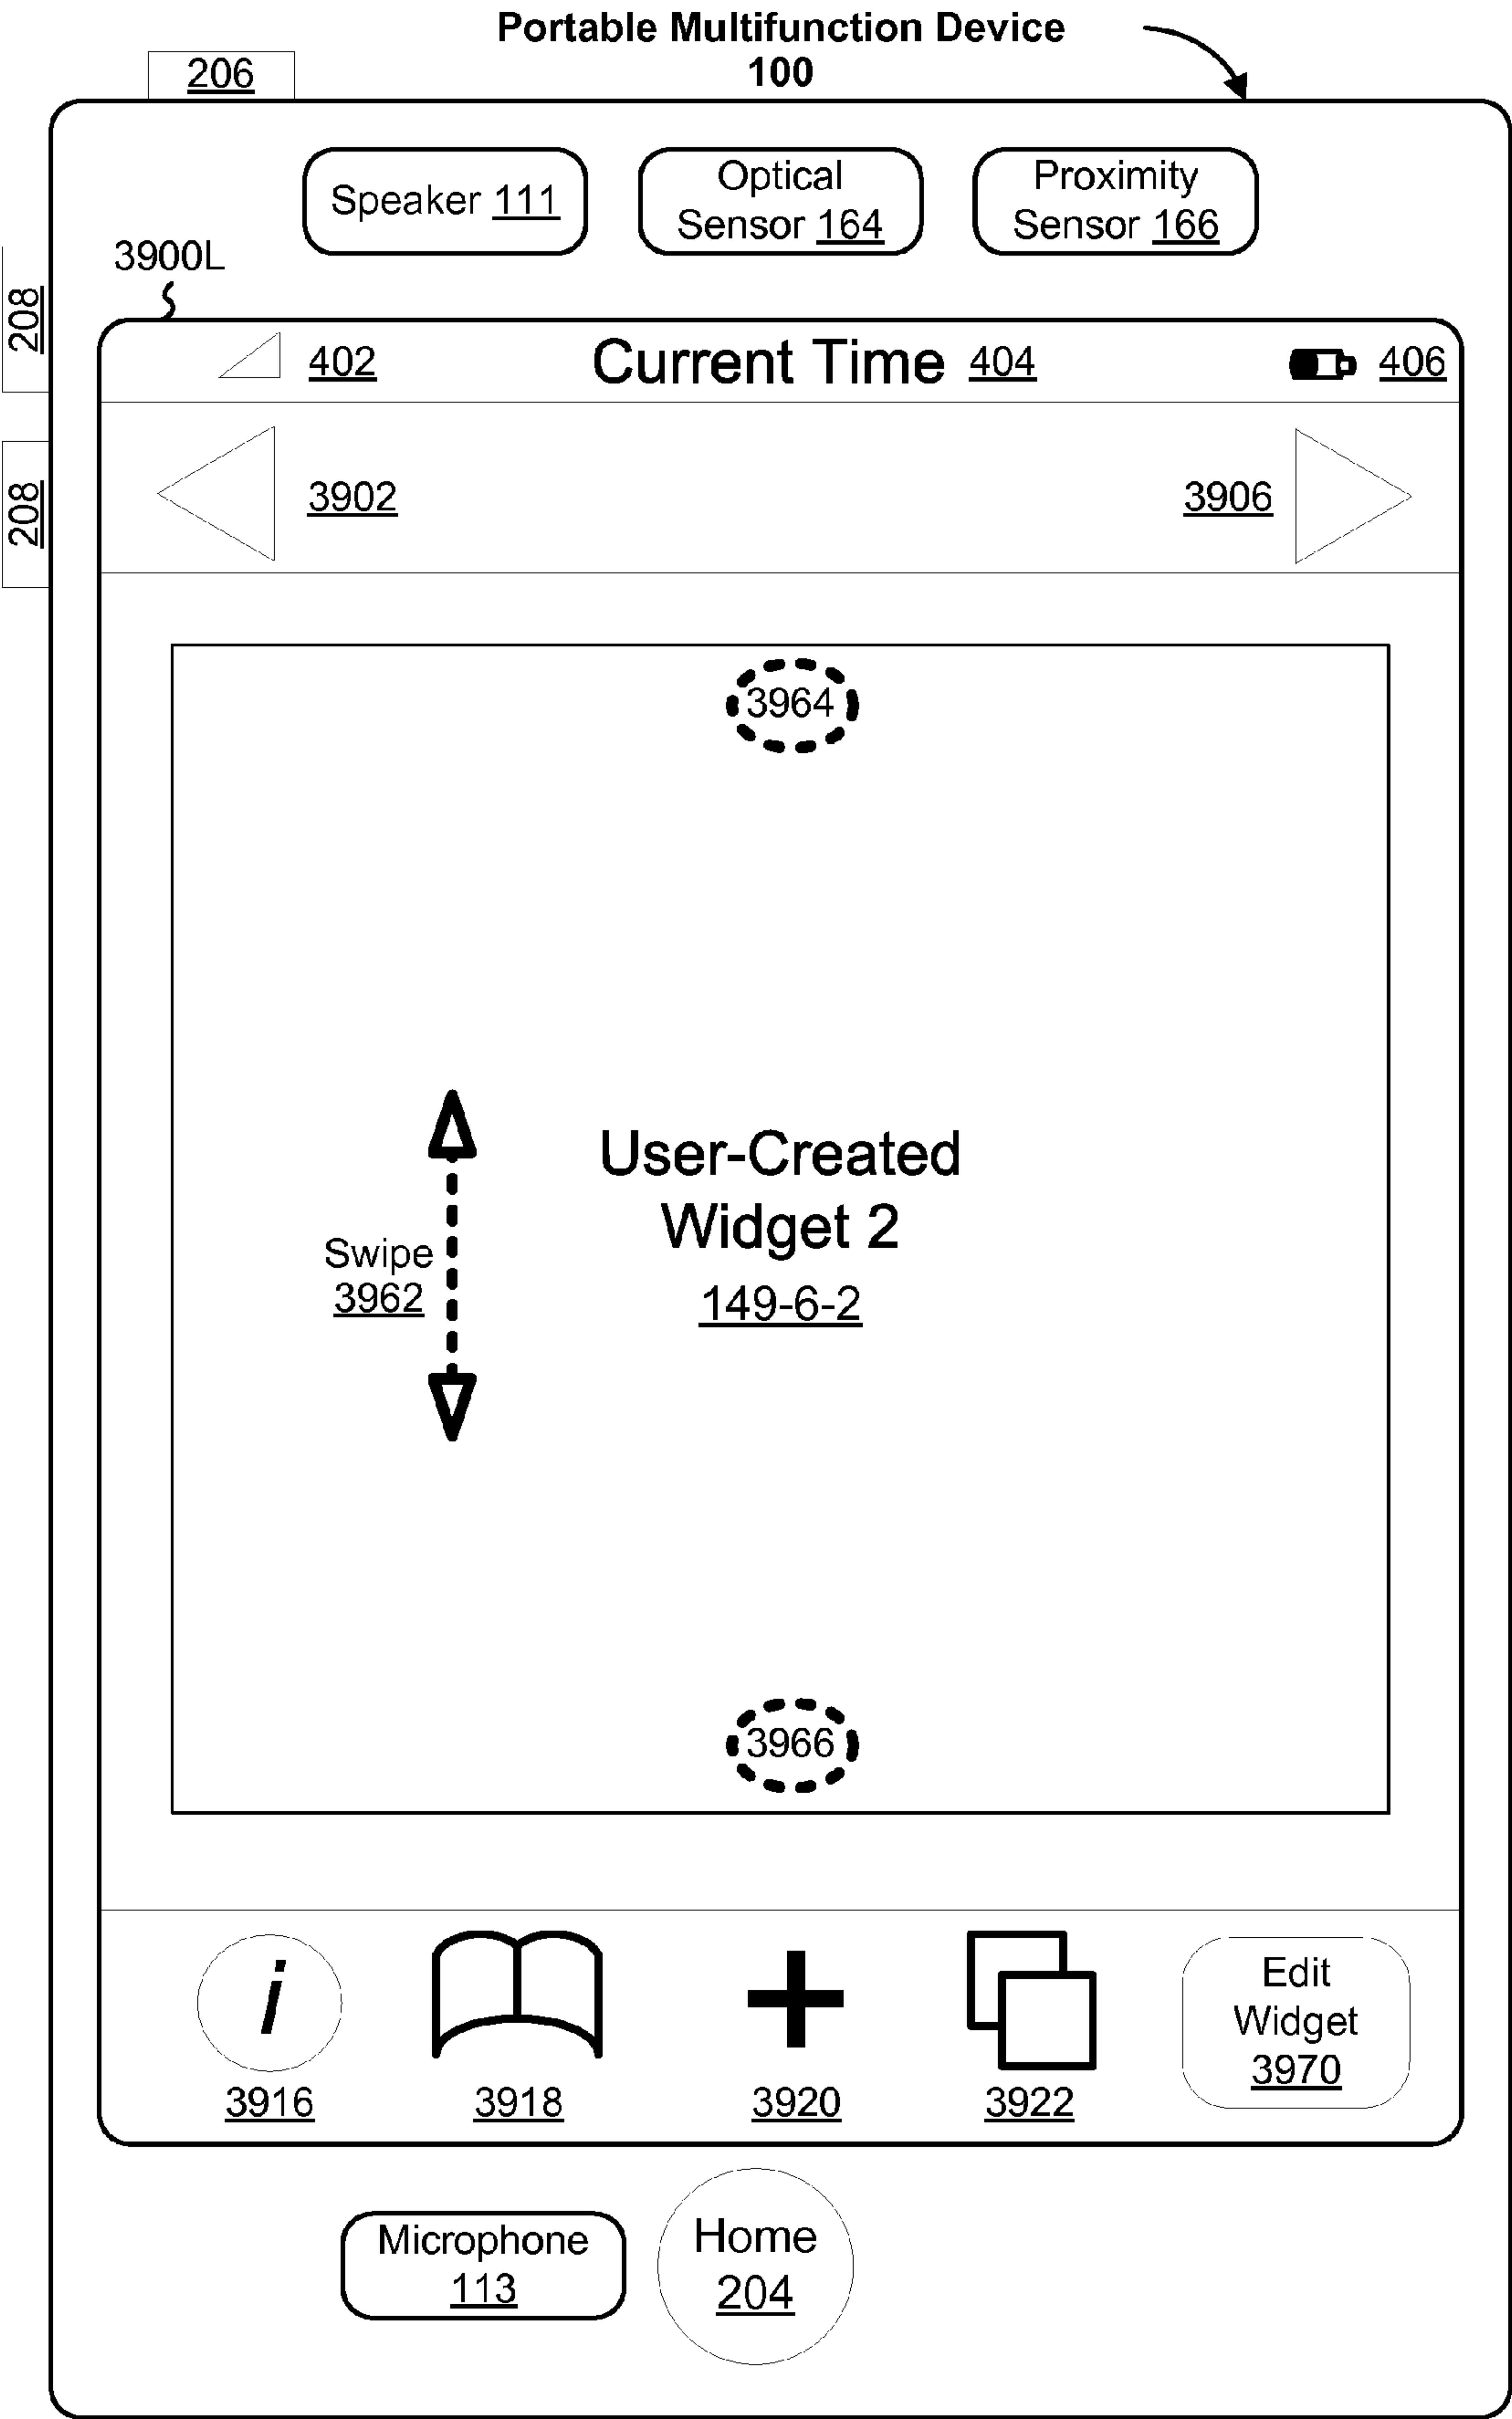 Portable Multifunction Device
100
206
Speaker 111
Optical
Sensor 164
Proximity
Sensor 166
3900L
208
208
402
Current Time 404
406
3902
3906
3964
User-Created
Widget 2
149-6-2
Swipe
3962
3966
i
3916
3918
3920
3922
Edit
Widget
3970
Microphone
113
Home
204